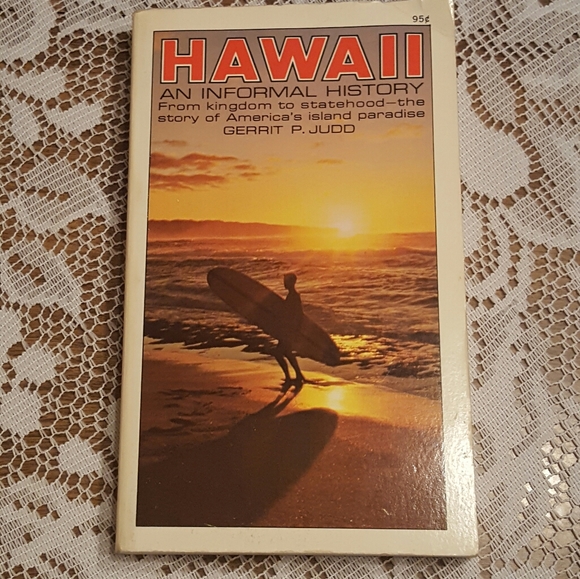 95¢
HAWAII
AN INFORMAL HISTORY
From kingdom to statehood—the
story of America's island paradise
GERRIT P. JUDD